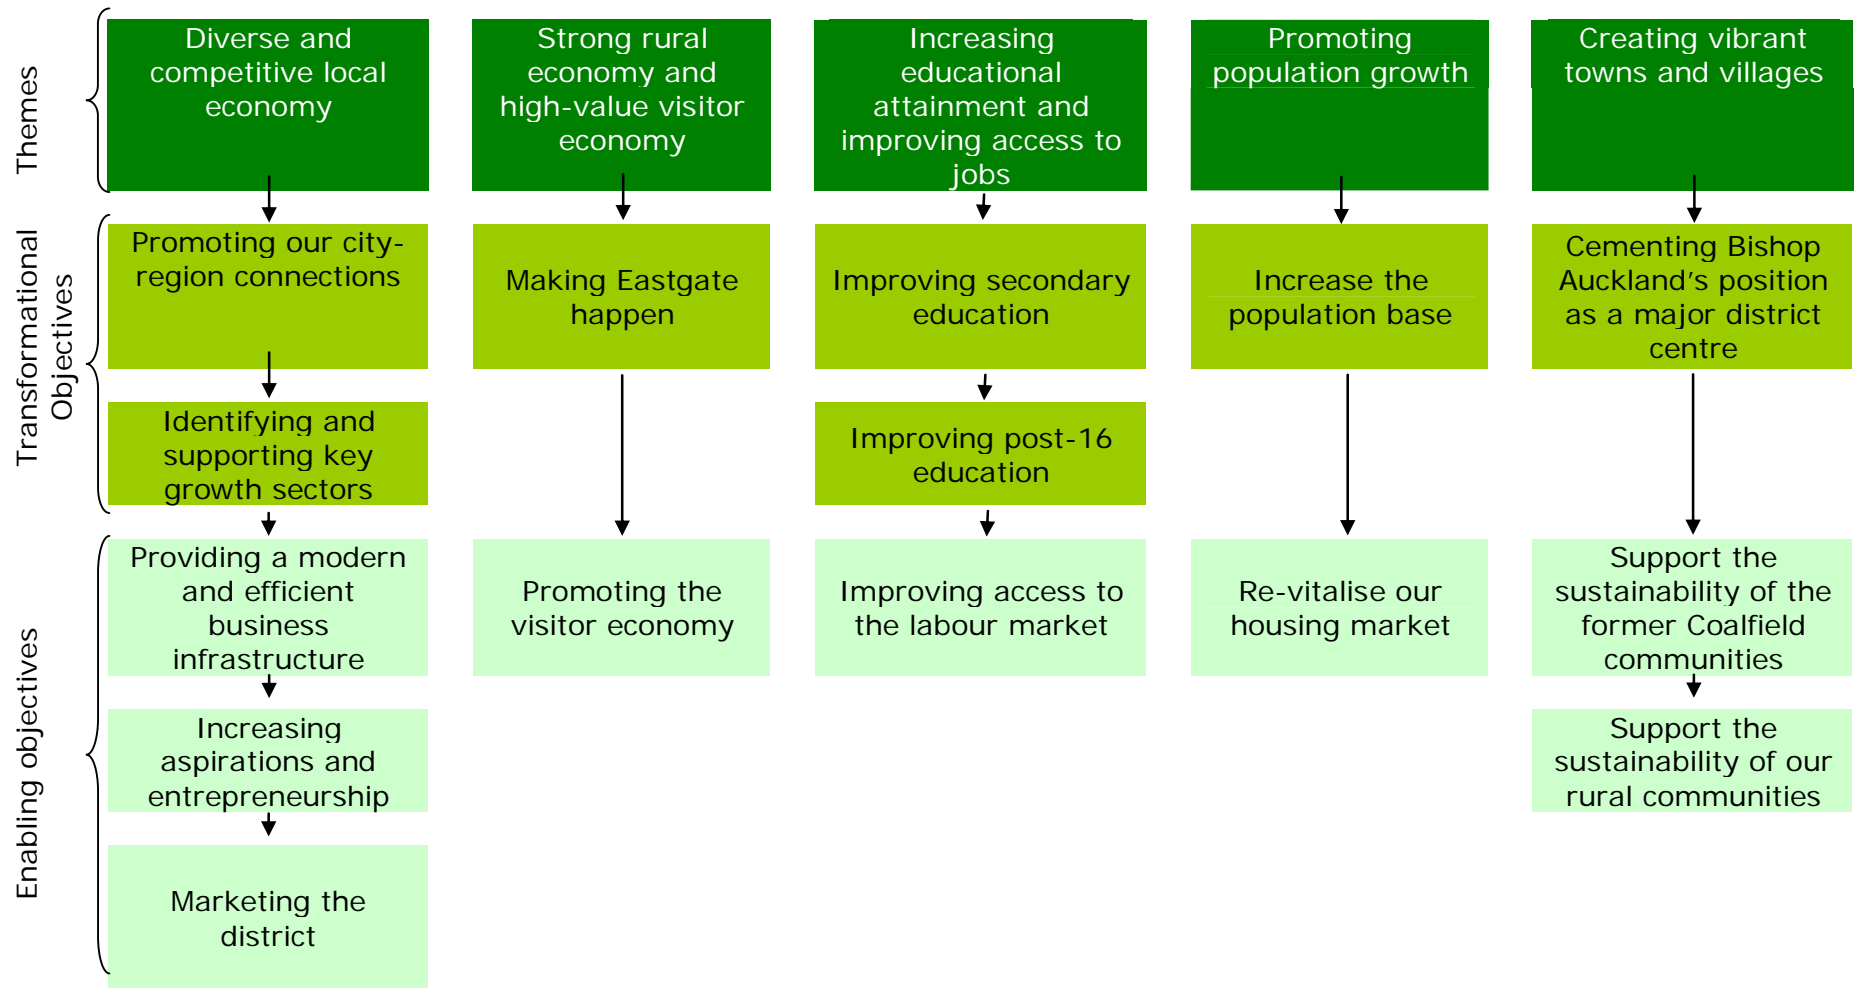 Themes
Diverse and
competitive local
economy
Strong rural
economy and
high-value visitor
economy
Increasing
educational
attainment and
improving access to
jobs
Promoting
population growth
Creating vibrant
towns and villages
Transformational
Objectives
Promoting our city-
region connections
Making Eastgate
happen
Improving secondary
education
Increase the
population base
Cementing Bishop
Auckland's position
as a major district
centre
Identifying and
supporting key
growth sectors
Improving post-16
education
Enabling objectives
Providing a modern
and efficient
business
infrastructure
Promoting the
visitor economy
Improving access to
the labour market
Re-vitalise our
housing market
Support the
sustainability of the
former Coalfield
communities
Increasing
aspirations and
entrepreneurship
Support the
sustainability of our
rural communities
Marketing the
district